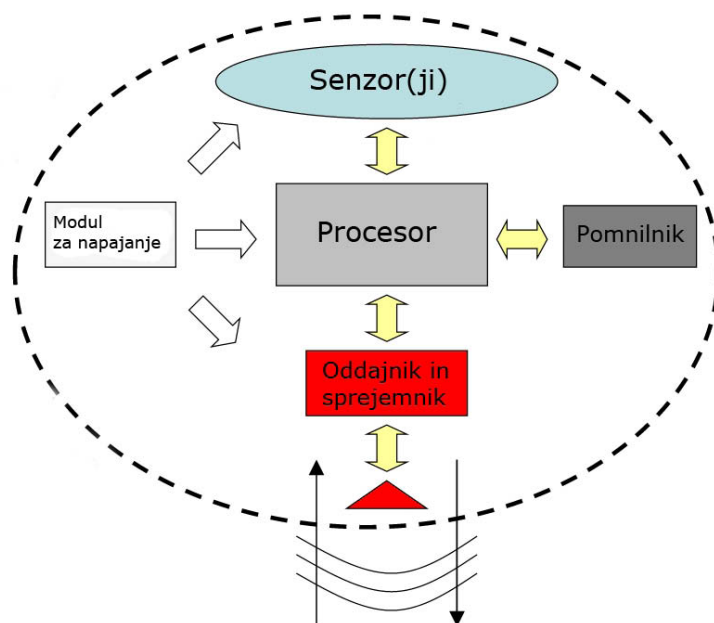 Senzor(ji)
Modul
za napajanje
Procesor
Pomnilnik
Oddajnik in
sprejemnik